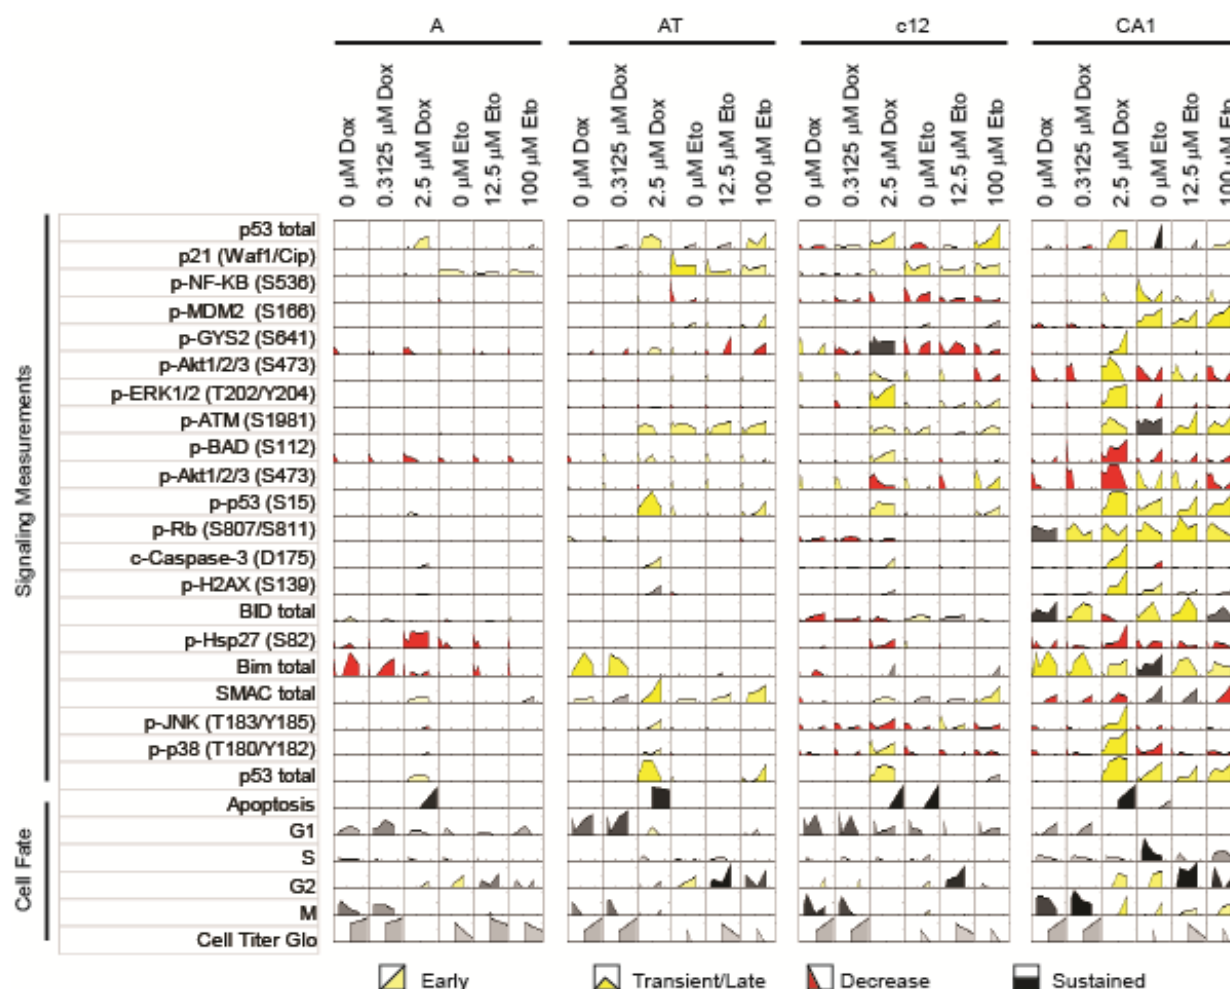 A AT c12 CA1
0 μM Dox 0.3125 μM Dox 2.5 μM Dox 0 μM Eto 12.5 μM Eto 100 μM Eto 0 μM Dox 0.3125 μM Dox 2.5 μM Dox 0 μM Eto 12.5 μM Eto 100 μM Eto 0 μM Dox 0.3125 μM Dox 2.5 μM Dox 0 μM Eto 12.5 μM Eto 100 μM Eto 0 μM Dox 0.3125 μM Dox 2.5 μM Dox 0 μM Eto 12.5 μM Eto 100 μM Eto
Signaling Measurements
p53 total
p21 (Waf1/Cip)
p-NF-KB (S536)
p-MDM2 (S166)
p-GYS2 (S641)
p-Akt1/2/3 (S473)
p-ERK1/2 (T202/Y204)
p-ATM (S1981)
p-BAD (S112)
p-Akt1/2/3 (S473)
p-p53 (S15)
p-Rb (S807/S811)
c-Caspase-3 (D175)
p-H2AX (S139)
BID total
p-Hsp27 (S82)
Bim total
SMAC total
p-JNK (T183/Y185)
p-p38 (T180/Y182)
p53 total
Cell Fate
Apoptosis
G1
S
G2
M
Cell Titer Glo
Early Transient/Late Decrease Sustained